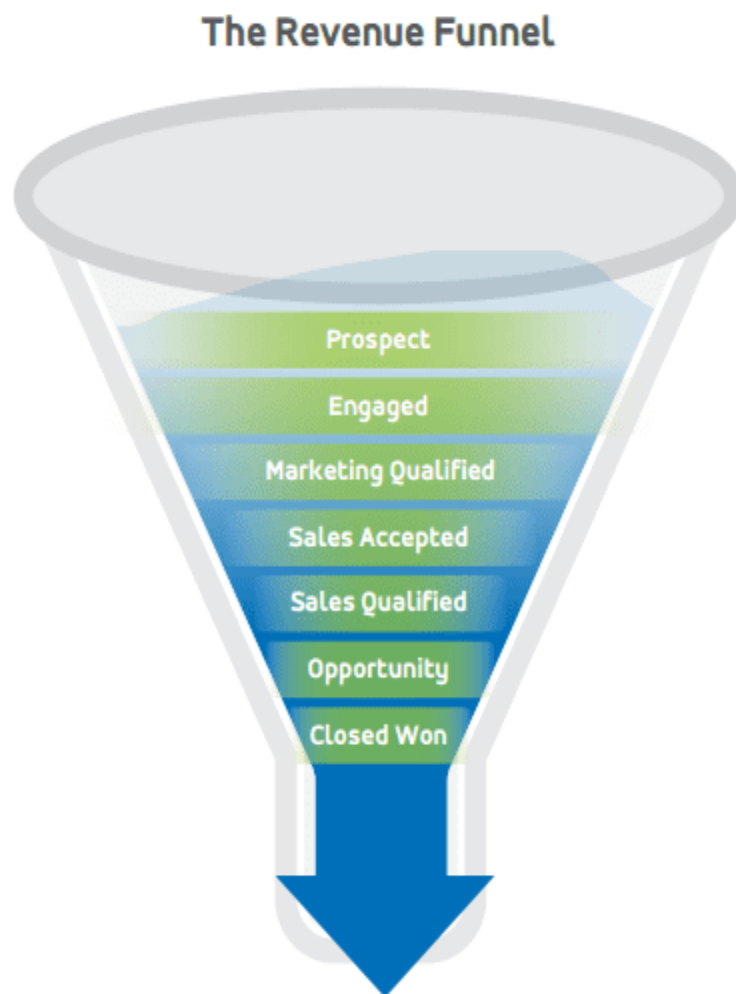 The Revenue Funnel
Prospect
Engaged
Marketing Qualified
Sales Accepted
Sales Qualified
Opportunity
Closed Won